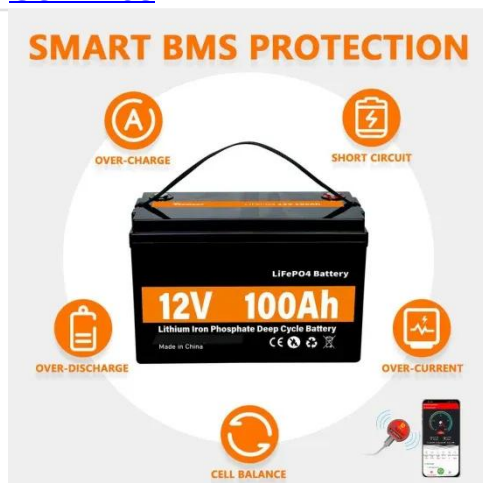 SMART BMS PROTECTION
A
OVER-CHARGE
SHORT CIRCUIT
LiFePO4 Battery
12V 100Ah
Lithium Iron Phosphate Deep Cycle Battery
Made in China
CE
OVER-DISCHARGE
OVER-CURRENT
CELL BALANCE